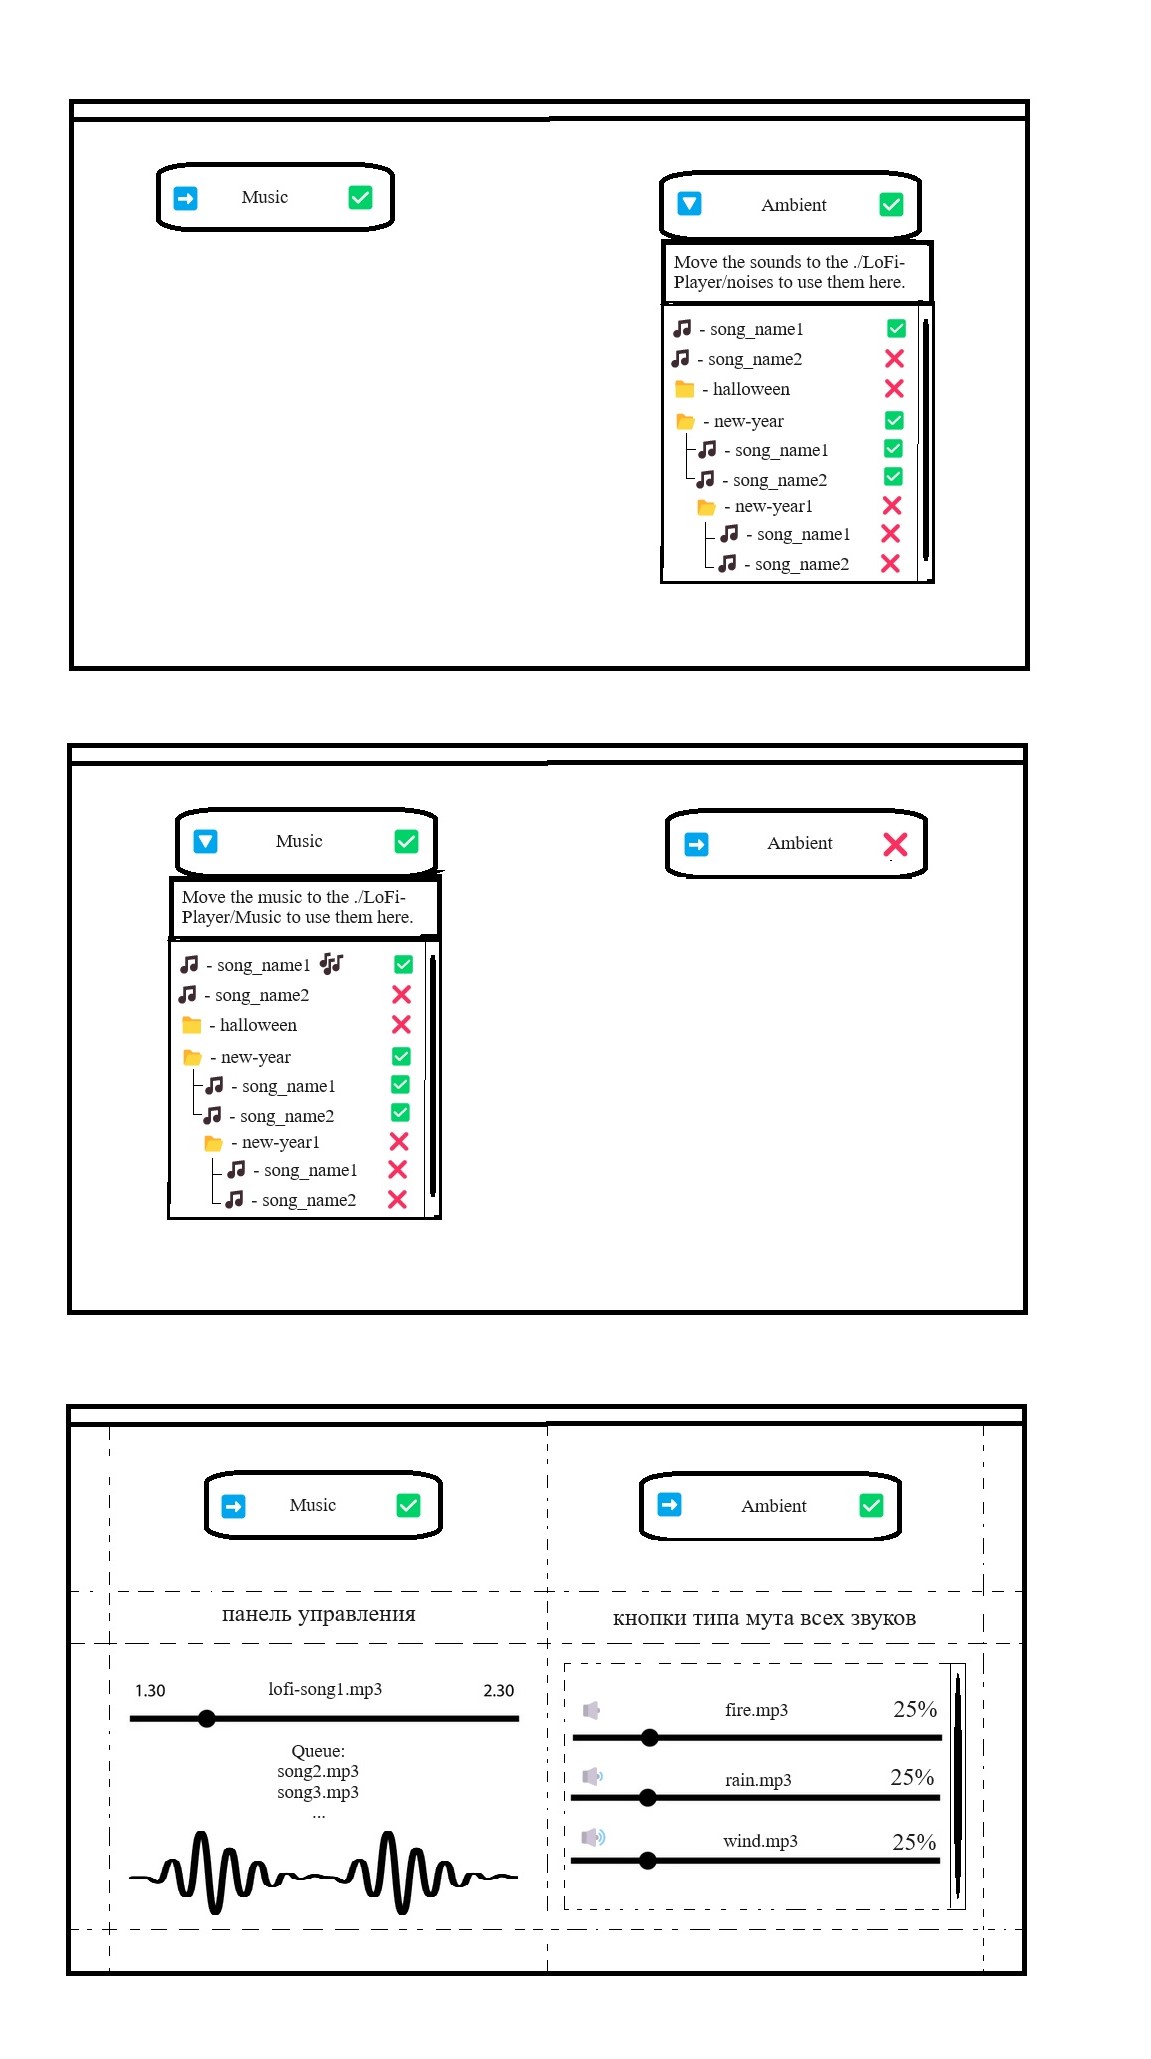 Music
Ambient
Move the sounds to the ./LoFi-
Player/noises to use them here.
- song_name1
- song_name2
- halloween
- new-year
- song_name1
- song_name2
- new-year1
- song_name1
- song_name2
Music
Ambient
Move the music to the ./LoFi-
Player/Music to use them here.
- song_name1
- song_name2
- halloween
- new-year
- song_name1
- song_name2
- new-year1
- song_name1
- song_name2
Music
Ambient
панель управления
кнопки типа мута всех звуков
1.30 lofi-song1.mp3 2.30
Queue:
song2.mp3
song3.mp3
...
fire.mp3 25%
rain.mp3 25%
wind.mp3 25%